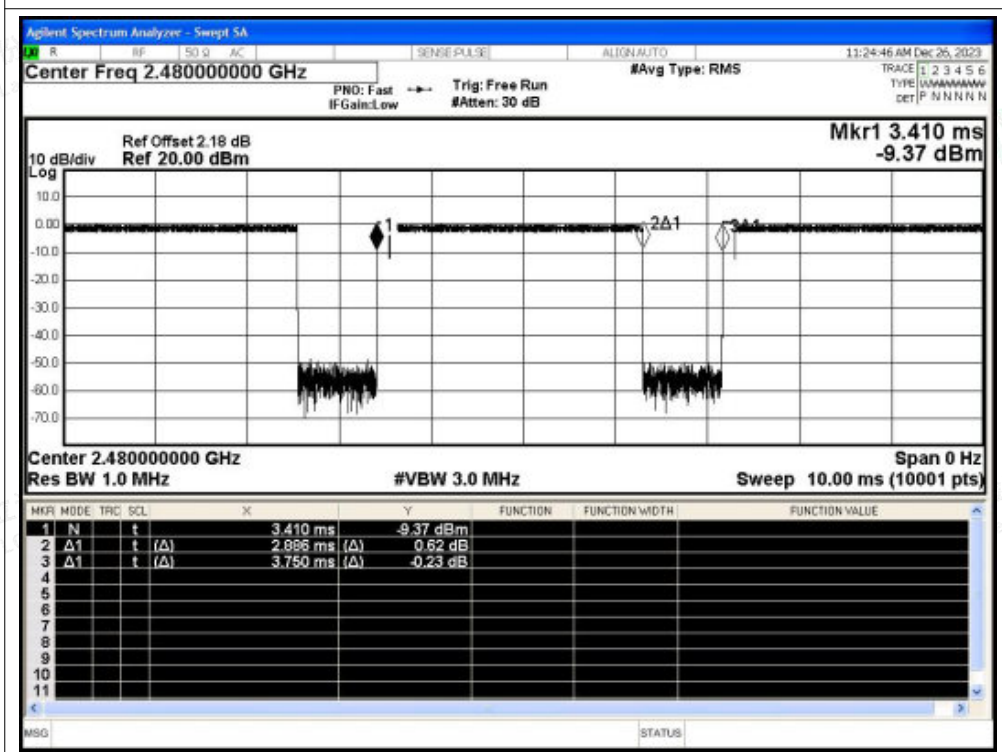 Agilent Spectrum Analyzer - Swept SA
R RF 50 Ω AC SENSE:PULSE ALIGN AUTO 11:24:46 AM Dec 26, 2023
Center Freq 2.480000000 GHz #Avg Type: RMS TRACE 1 2 3 4 5 6
PNO: Fast Trig: Free Run TYPE
IFGain:Low #Atten: 30 dB DET P N N N N N
Mkr1 3.410 ms
Ref Offset 2.18 dB
10 dB/div Ref 20.00 dBm -9.37 dBm
Log
10.0
0.00
1 2Δ1 3Δ1
-10.0
-20.0
-30.0
-40.0
-50.0
-60.0
-70.0
Center 2.480000000 GHz Span 0 Hz
Res BW 1.0 MHz #VBW 3.0 MHz Sweep 10.00 ms (10001 pts)
MKR MODE TRC SCL X Y FUNCTION FUNCTION WIDTH FUNCTION VALUE
1 N t 3.410 ms -9.37 dBm
2 Δ1 t (Δ) 2.886 ms (Δ) 0.62 dB
3 Δ1 t (Δ) 3.750 ms (Δ) -0.23 dB
4
5
6
7
8
9
10
11
MSG STATUS